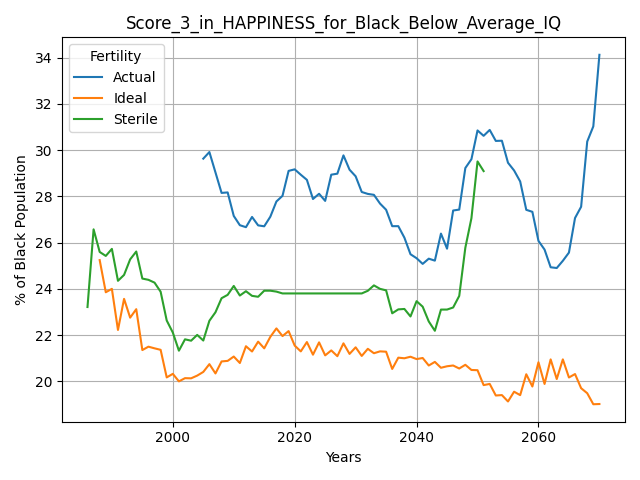 Score_3_in_HAPPINESS_for_Black_Below_Average_IQ
Fertility
Actual
Ideal
Sterile
% of Black Population
34
32
30
28
26
24
22
20
2000 2020 2040 2060
Years